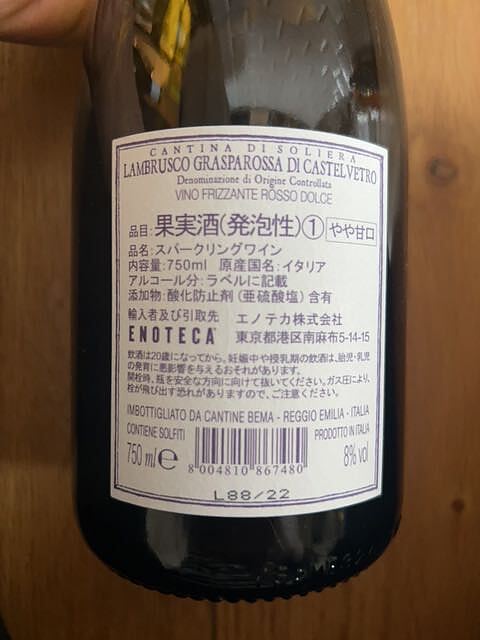 CANTINA DI SOLIERA
LAMBRUSCO GRASPAROSSA DI CASTELVETRO
Denominazione di Origine Controllata
VINO FRIZZANTE ROSSO DOLCE
品目:果実酒(発泡性)① やや甘口
品名:スパークリングワイン
内容量:750ml 原産国名:イタリア
アルコール分:ラベルに記載
添加物:酸化防止剤(亜硫酸塩)含有
輸入者及び引取先 エノテカ株式会社
ENOTECA 東京都港区南麻布5-14-15
飲酒は20歳になってから。妊娠中や授乳期の飲酒は、胎児・乳児
の発育に悪影響を与えるおそれがあります。
開栓時、瓶を安全な方向に向けて抜いてください。ガス圧により、
栓が飛び出す恐れがありますので、ご注意ください。
IMBOTTIGLIATO DA CANTINE BEMA - REGGIO EMILIA - ITALIA
CONTIENE SOLFITI PRODOTTO IN ITALIA
750 ml e 8% vol
8 004810 867480
L88/22